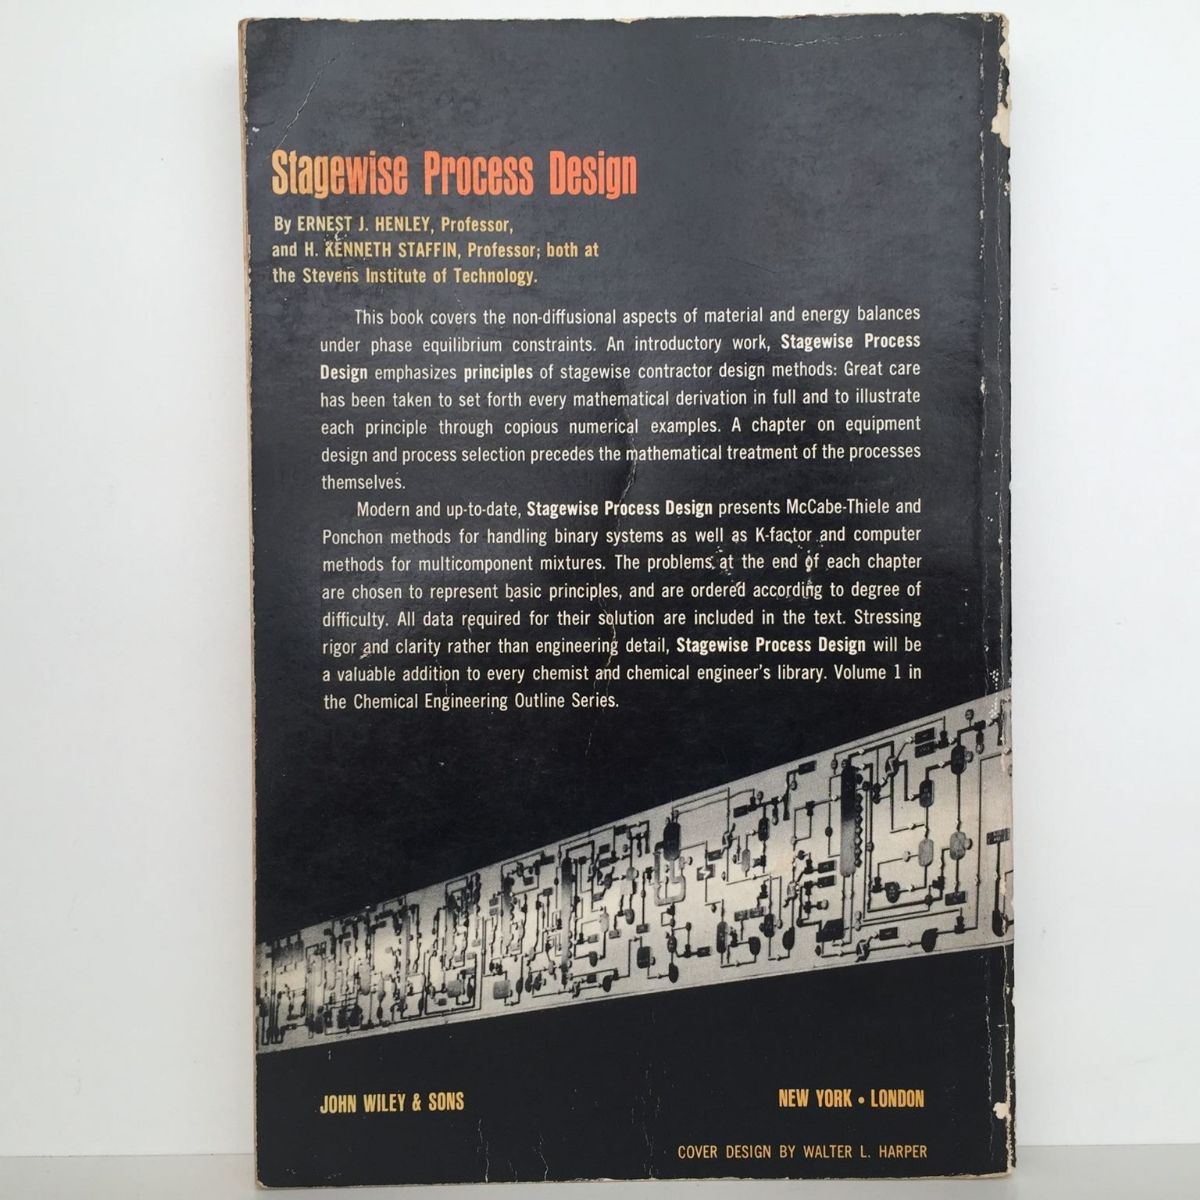 Stagewise Process Design
By ERNEST J. HENLEY, Professor,
and H. KENNETH STAFFIN, Professor; both at
the Stevens Institute of Technology.
This book covers the non-diffusional aspects of material and energy balances
under phase equilibrium constraints. An introductory work, Stagewise Process
Design emphasizes principles of stagewise contractor design methods: Great care
has been taken to set forth every mathematical derivation in full and to illustrate
each principle through copious numerical examples. A chapter on equipment
design and process selection precedes the mathematical treatment of the processes
themselves.
Modern and up-to-date, Stagewise Process Design presents McCabe-Thiele and
Ponchon methods for handling binary systems as well as K-factor and computer
methods for multicomponent mixtures. The problems at the end of each chapter
are chosen to represent basic principles, and are ordered according to degree of
difficulty. All data required for their solution are included in the text. Stressing
rigor and clarity rather than engineering detail, Stagewise Process Design will be
a valuable addition to every chemist and chemical engineer's library. Volume 1 in
the Chemical Engineering Outline Series.
JOHN WILEY & SONS
NEW YORK • LONDON
COVER DESIGN BY WALTER L. HARPER